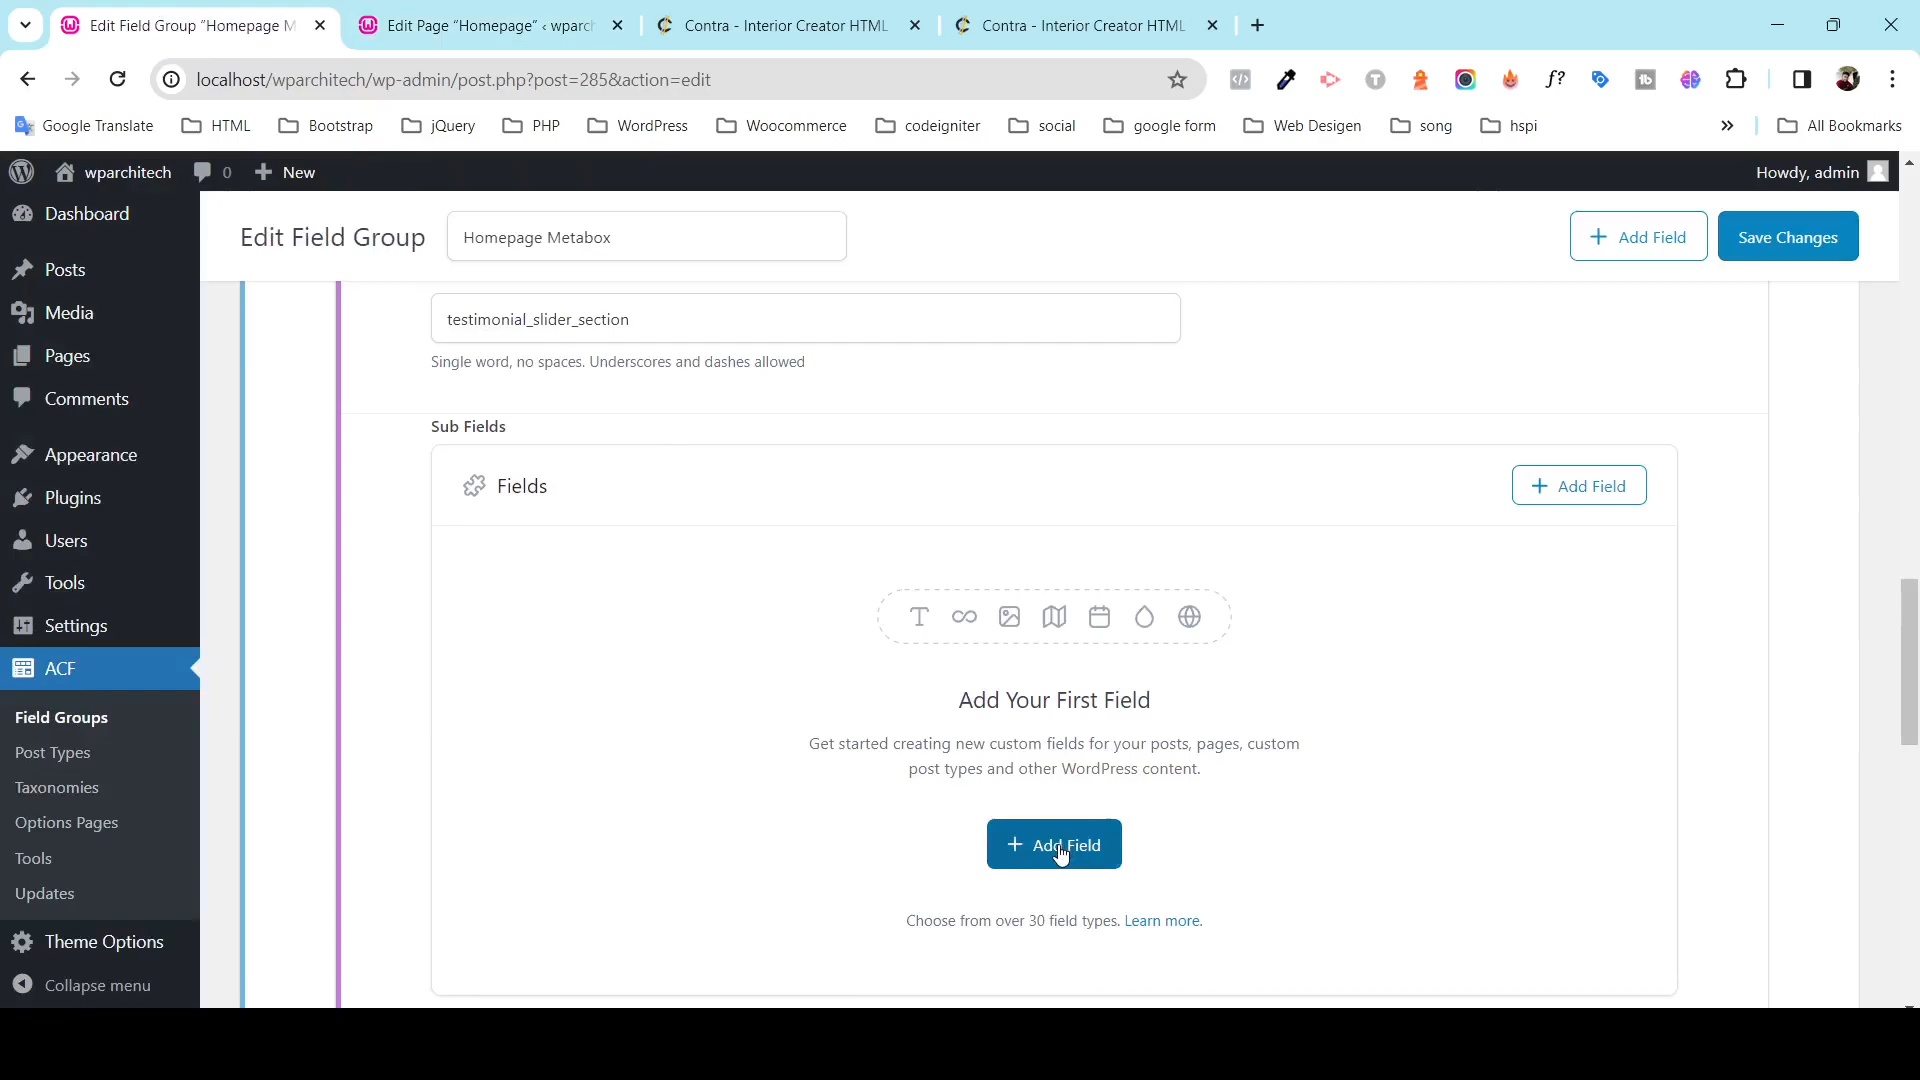 Edit Field Group “Homepage M
Edit Page “Homepage” ‹ wparch
Contra - Interior Creator HTML
Contra - Interior Creator HTML
localhost/wparchitech/wp-admin/post.php?post=285&action=edit
Google Translate
HTML
Bootstrap
jQuery
PHP
WordPress
Woocommerce
codeigniter
social
google form
Web Desigen
song
hspi
All Bookmarks
wparchitech
0
New
Howdy, admin
Dashboard
Posts
Media
Pages
Comments
Appearance
Plugins
Users
Tools
Settings
ACF
Field Groups
Post Types
Taxonomies
Options Pages
Tools
Updates
Theme Options
Collapse menu
Edit Field Group
Homepage Metabox
+ Add Field
Save Changes
testimonial_slider_section
Single word, no spaces. Underscores and dashes allowed
Sub Fields
Fields
+ Add Field
Add Your First Field
Get started creating new custom fields for your posts, pages, custom
post types and other WordPress content.
+ Add Field
Choose from over 30 field types. Learn more.